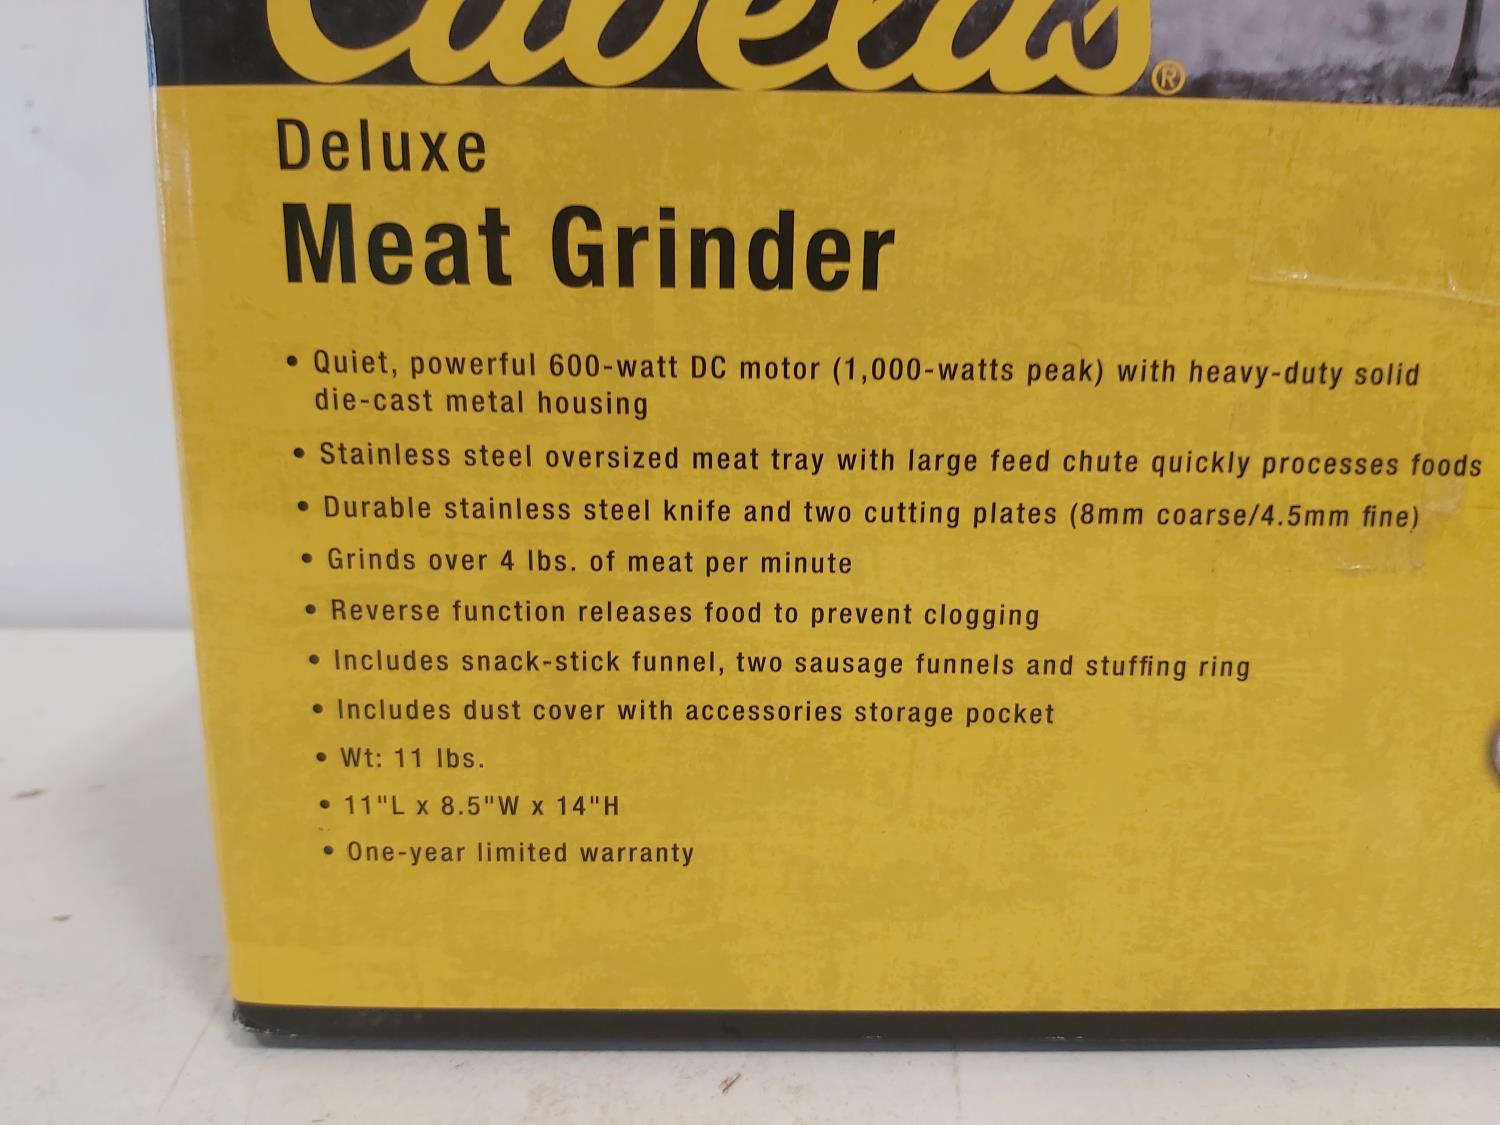 Cabela's®
Deluxe
Meat Grinder
• Quiet, powerful 600-watt DC motor (1,000-watts peak) with heavy-duty solid
die-cast metal housing
• Stainless steel oversized meat tray with large feed chute quickly processes foods
• Durable stainless steel knife and two cutting plates (8mm coarse/4.5mm fine)
• Grinds over 4 lbs. of meat per minute
• Reverse function releases food to prevent clogging
• Includes snack-stick funnel, two sausage funnels and stuffing ring
• Includes dust cover with accessories storage pocket
• Wt: 11 lbs.
• 11"L x 8.5"W x 14"H
• One-year limited warranty